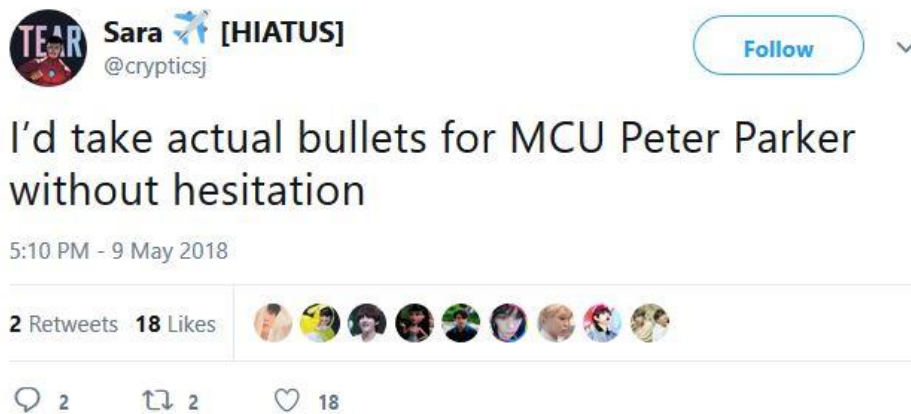 TEAR
Sara ✈️ [HIATUS]
@crypticsj
Follow
I’d take actual bullets for MCU Peter Parker
without hesitation
5:10 PM - 9 May 2018
2 Retweets 18 Likes
2 2 18